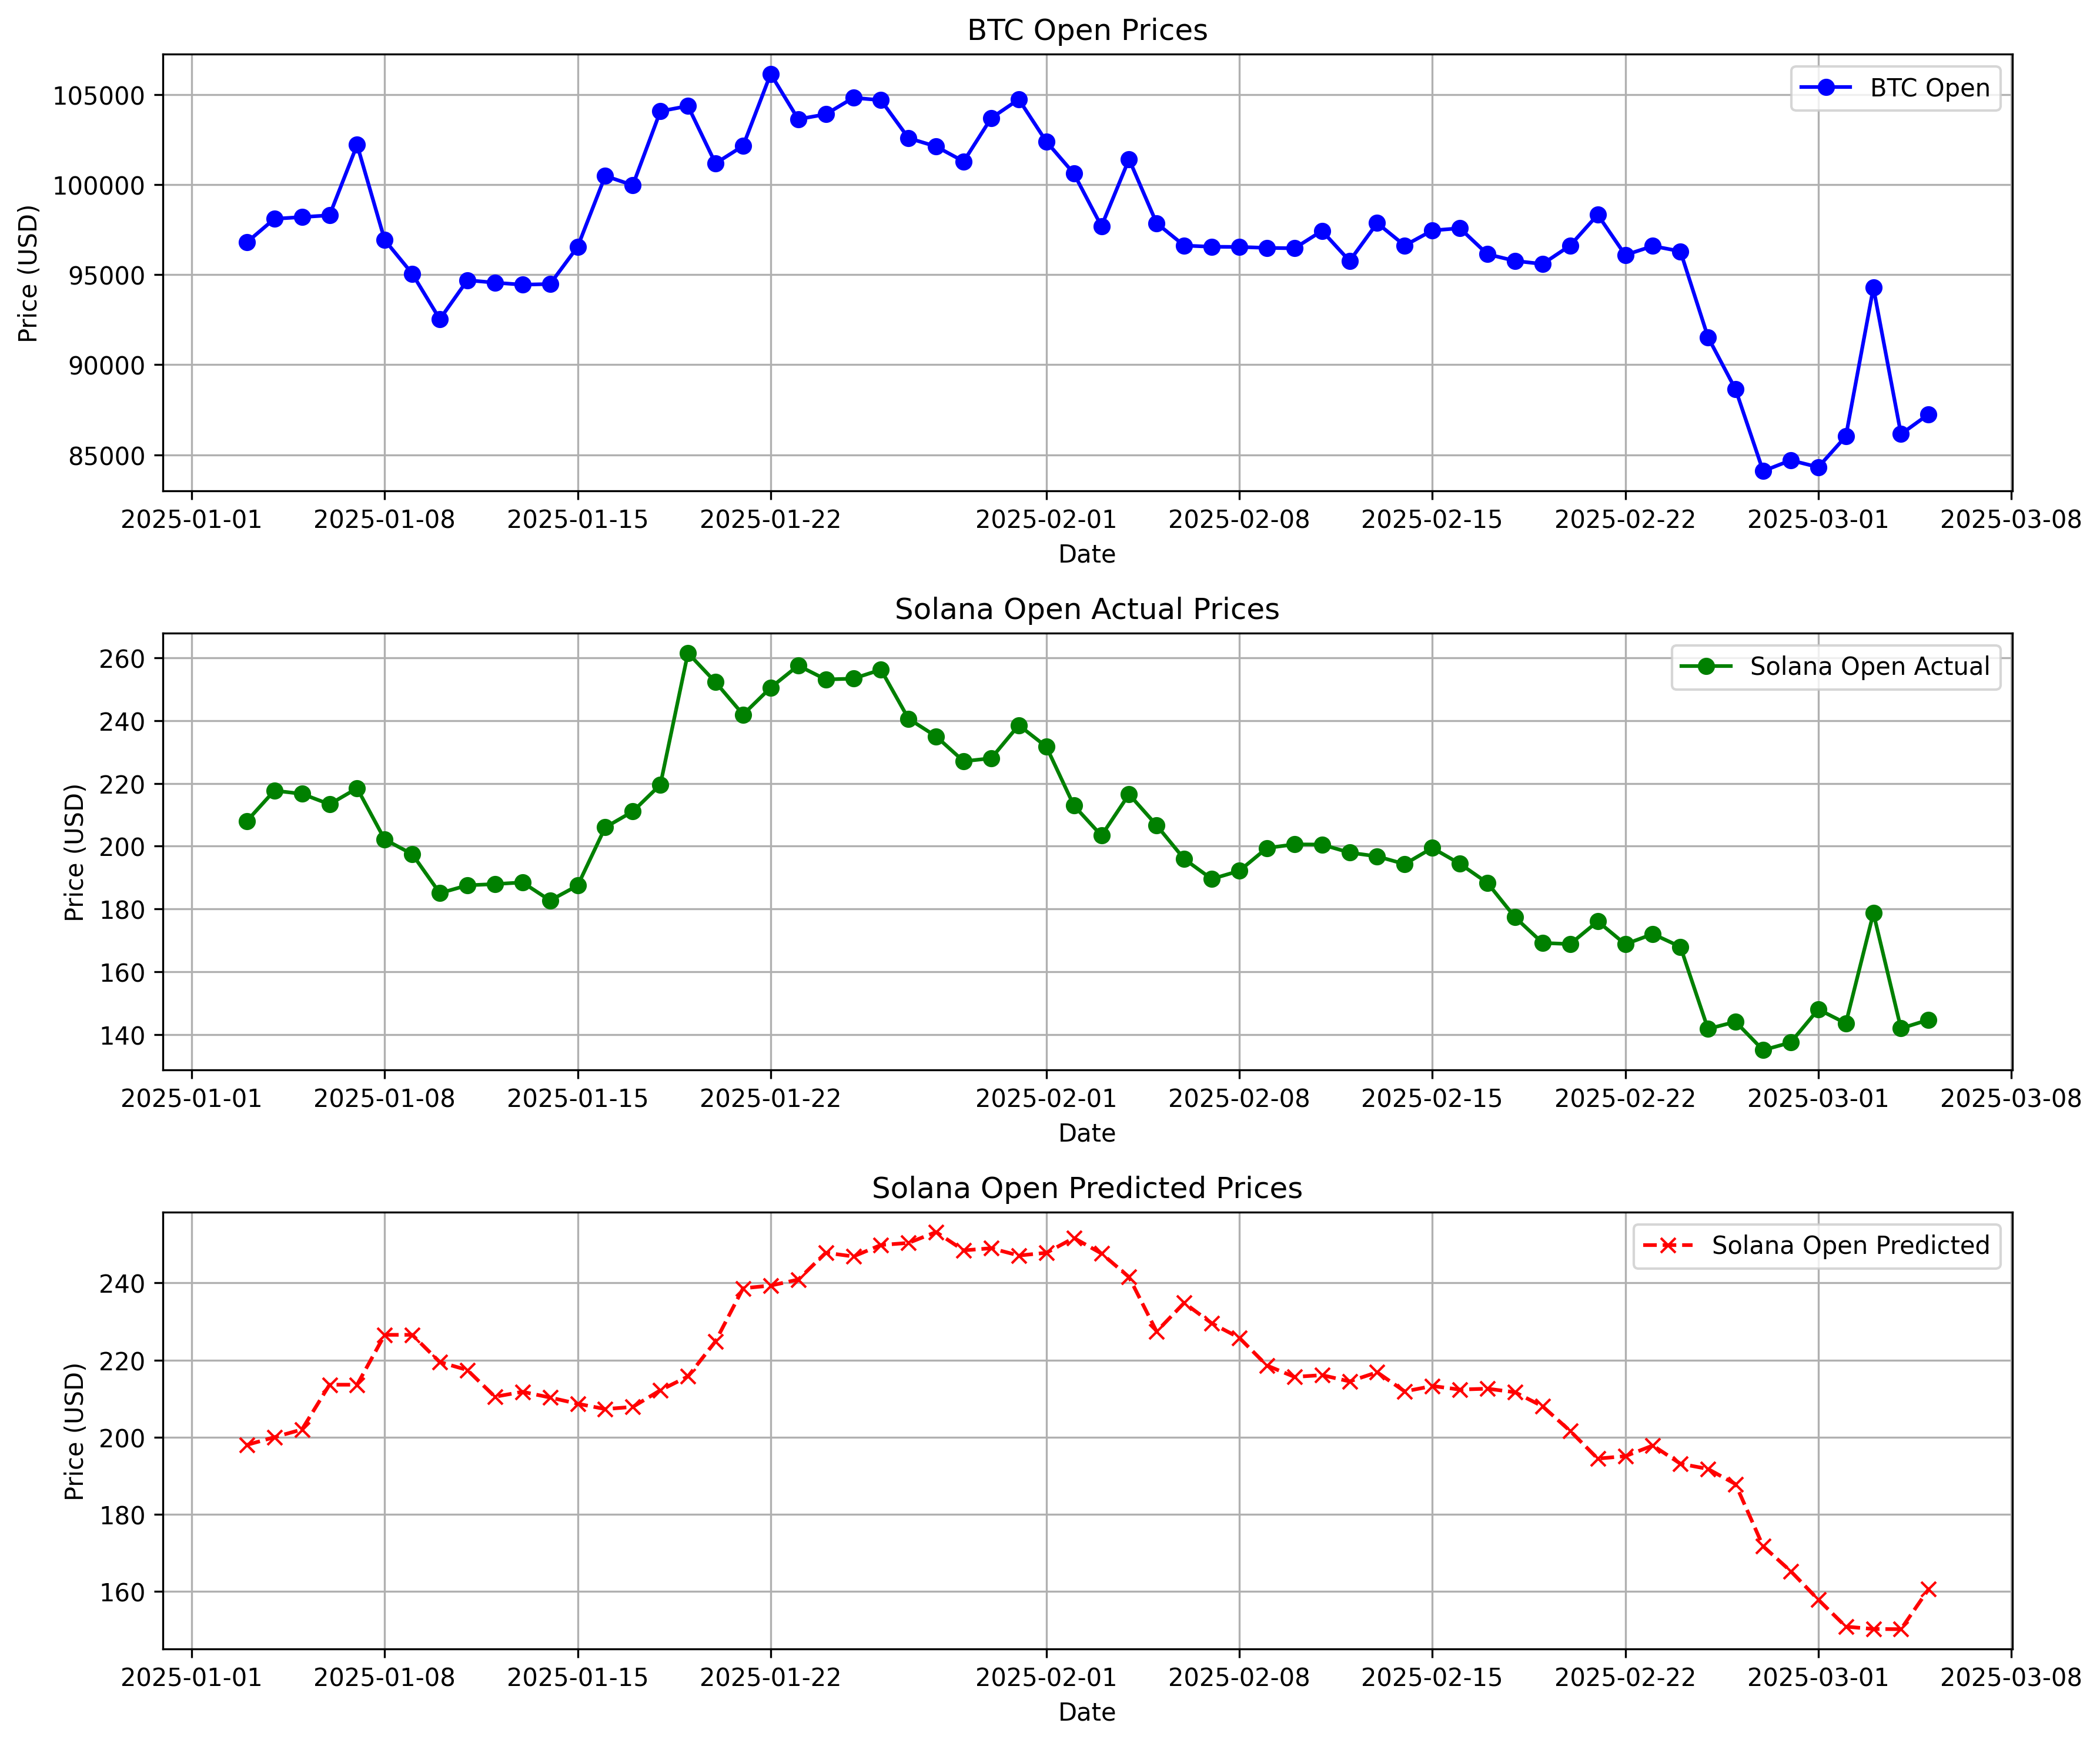 BTC Open Prices
BTC Open
Price (USD)
105000
100000
95000
90000
85000
2025-01-01 2025-01-08 2025-01-15 2025-01-22 2025-02-01 2025-02-08 2025-02-15 2025-02-22 2025-03-01 2025-03-08
Date
Solana Open Actual Prices
Solana Open Actual
Price (USD)
260
240
220
200
180
160
140
2025-01-01 2025-01-08 2025-01-15 2025-01-22 2025-02-01 2025-02-08 2025-02-15 2025-02-22 2025-03-01 2025-03-08
Date
Solana Open Predicted Prices
Solana Open Predicted
Price (USD)
240
220
200
180
160
2025-01-01 2025-01-08 2025-01-15 2025-01-22 2025-02-01 2025-02-08 2025-02-15 2025-02-22 2025-03-01 2025-03-08
Date